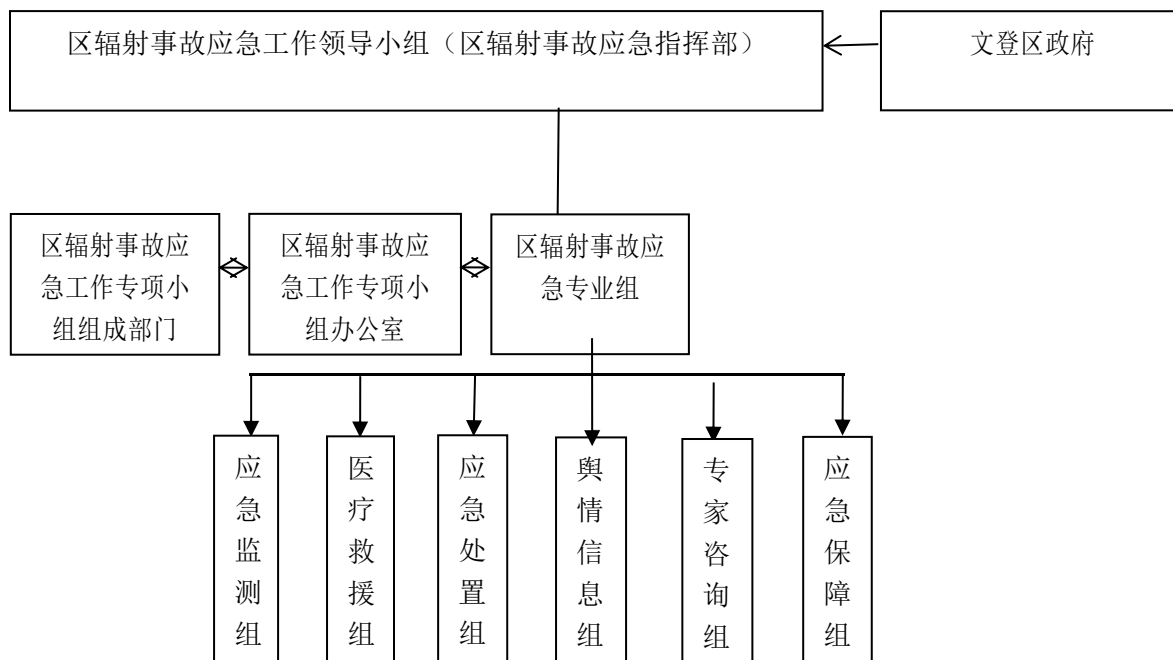 区辐射事故应急工作领导小组（区辐射事故应急指挥部）
文登区政府
区辐射事故应
急工作专项小
组组成部门
区辐射事故应
急工作专项小
组办公室
区辐射事故应
急专业组
应急监测组
医疗救援组
应急处置组
舆情信息组
专家咨询组
应急保障组